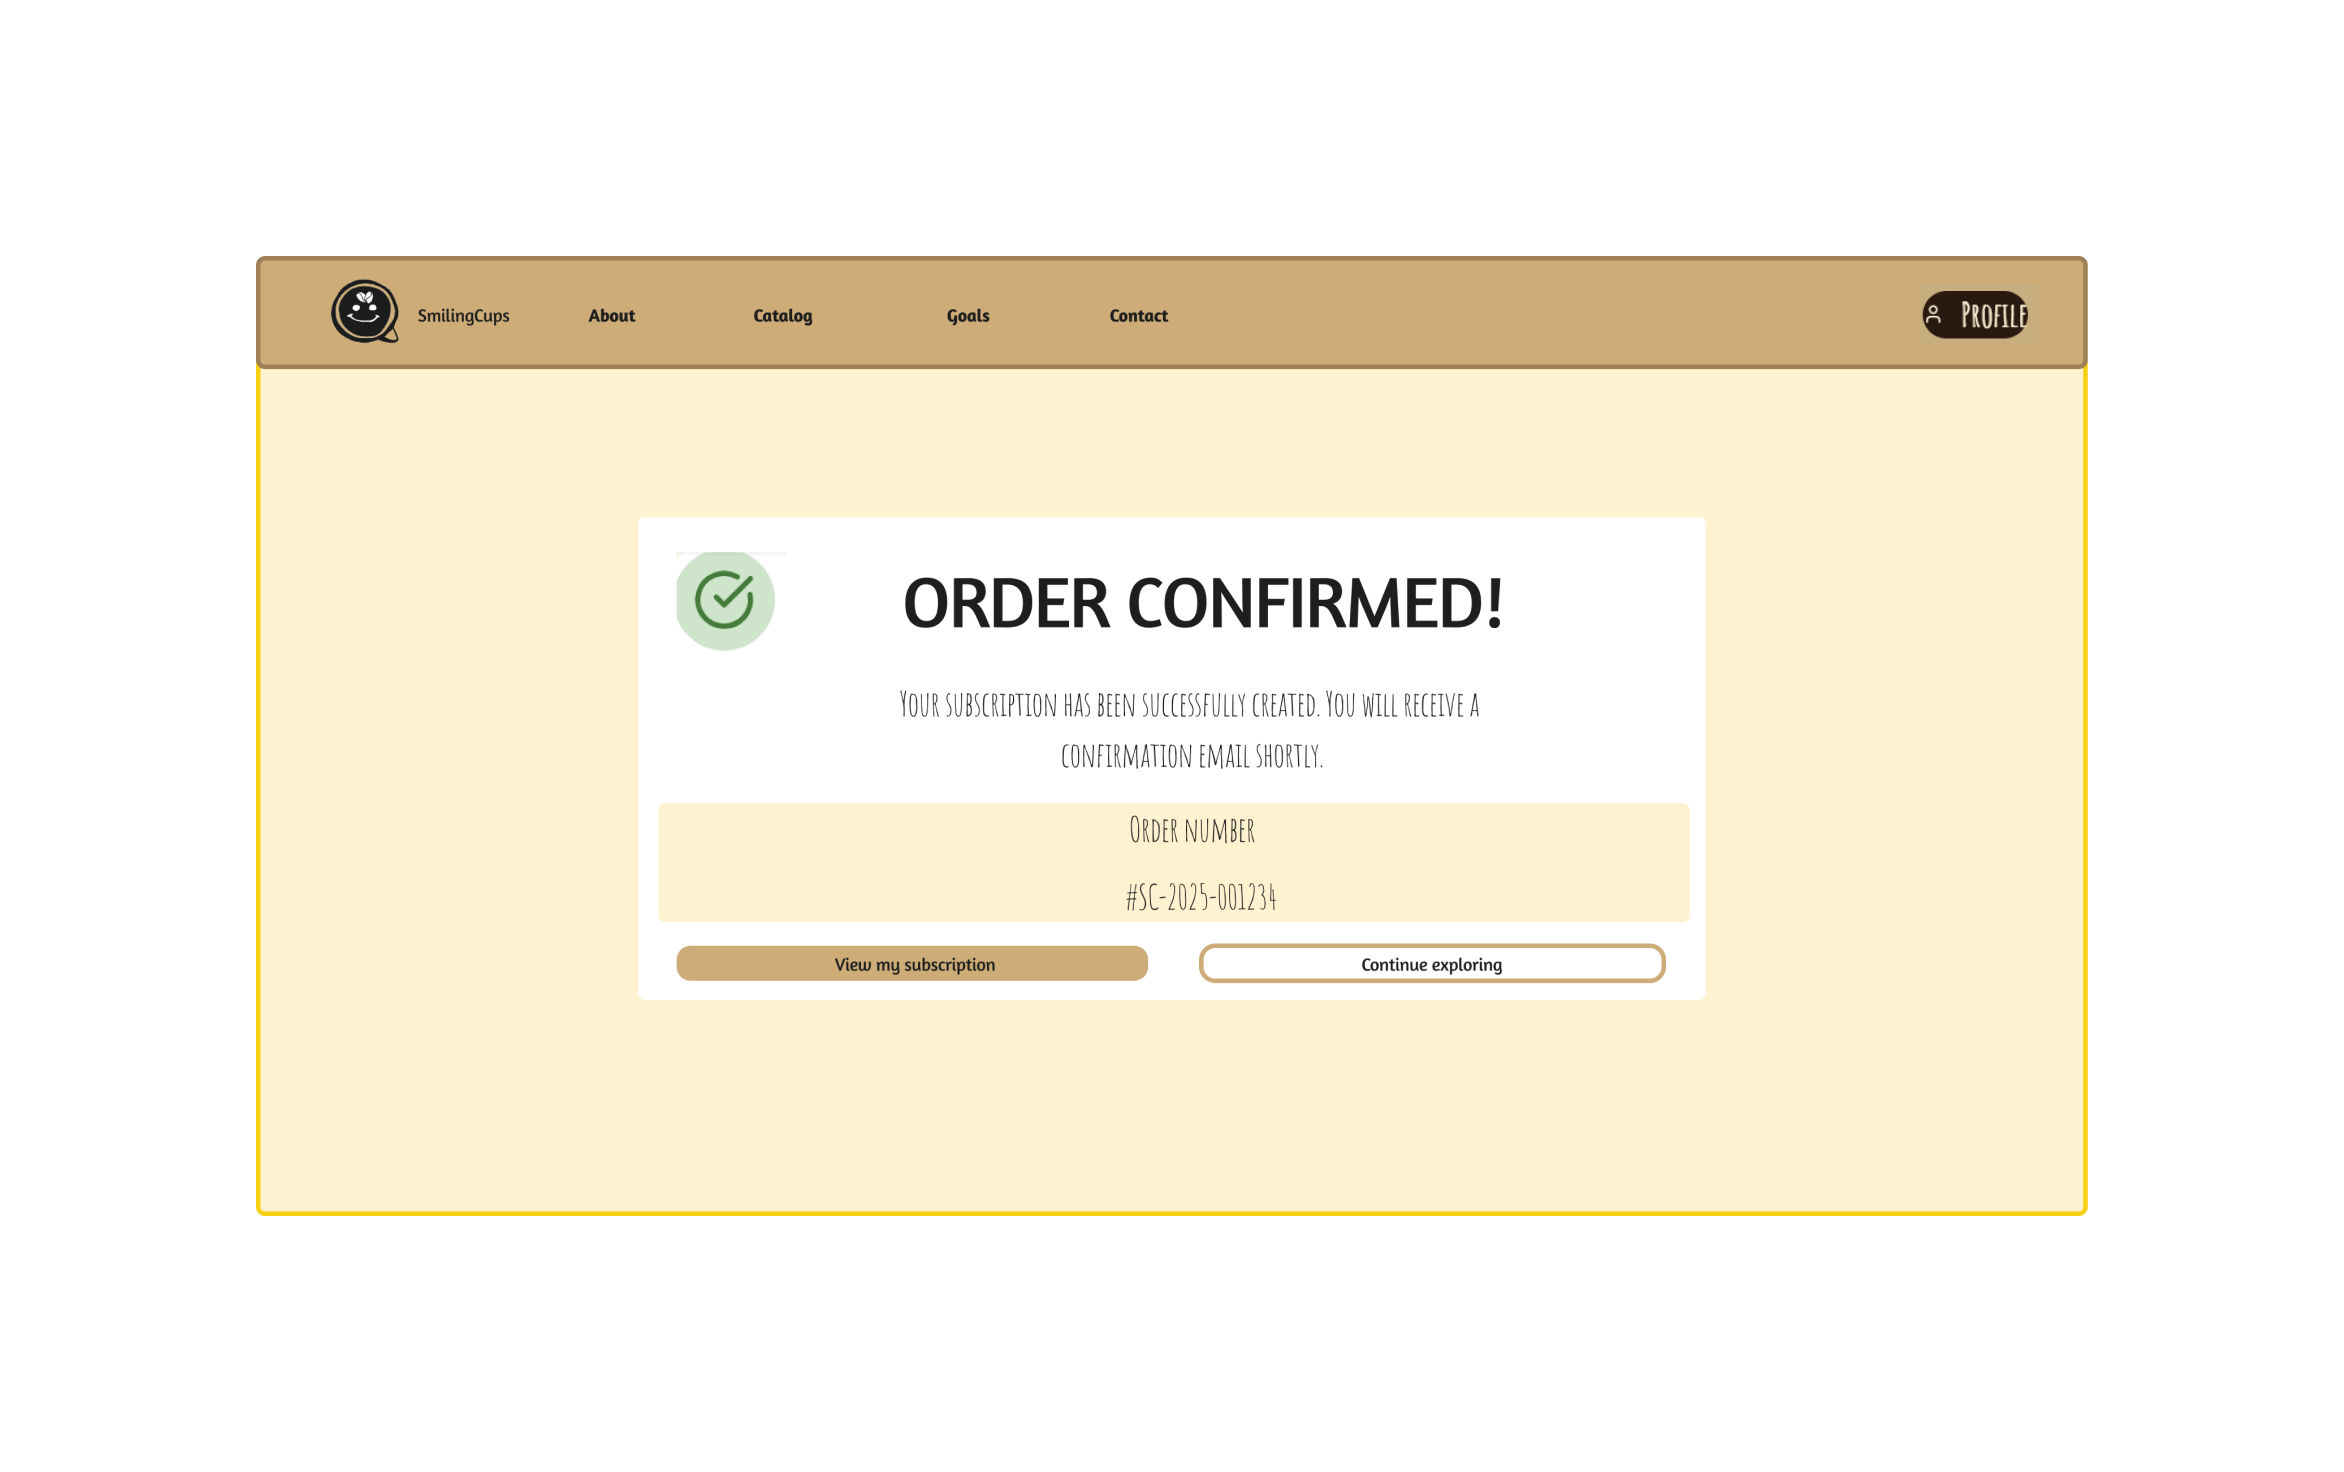 SmilingCups About Catalog Goals Contact Profile
ORDER CONFIRMED!
Your subscription has been successfully created. You will receive a
confirmation email shortly.
Order number
#SC-2025-001234
View my subscription Continue exploring